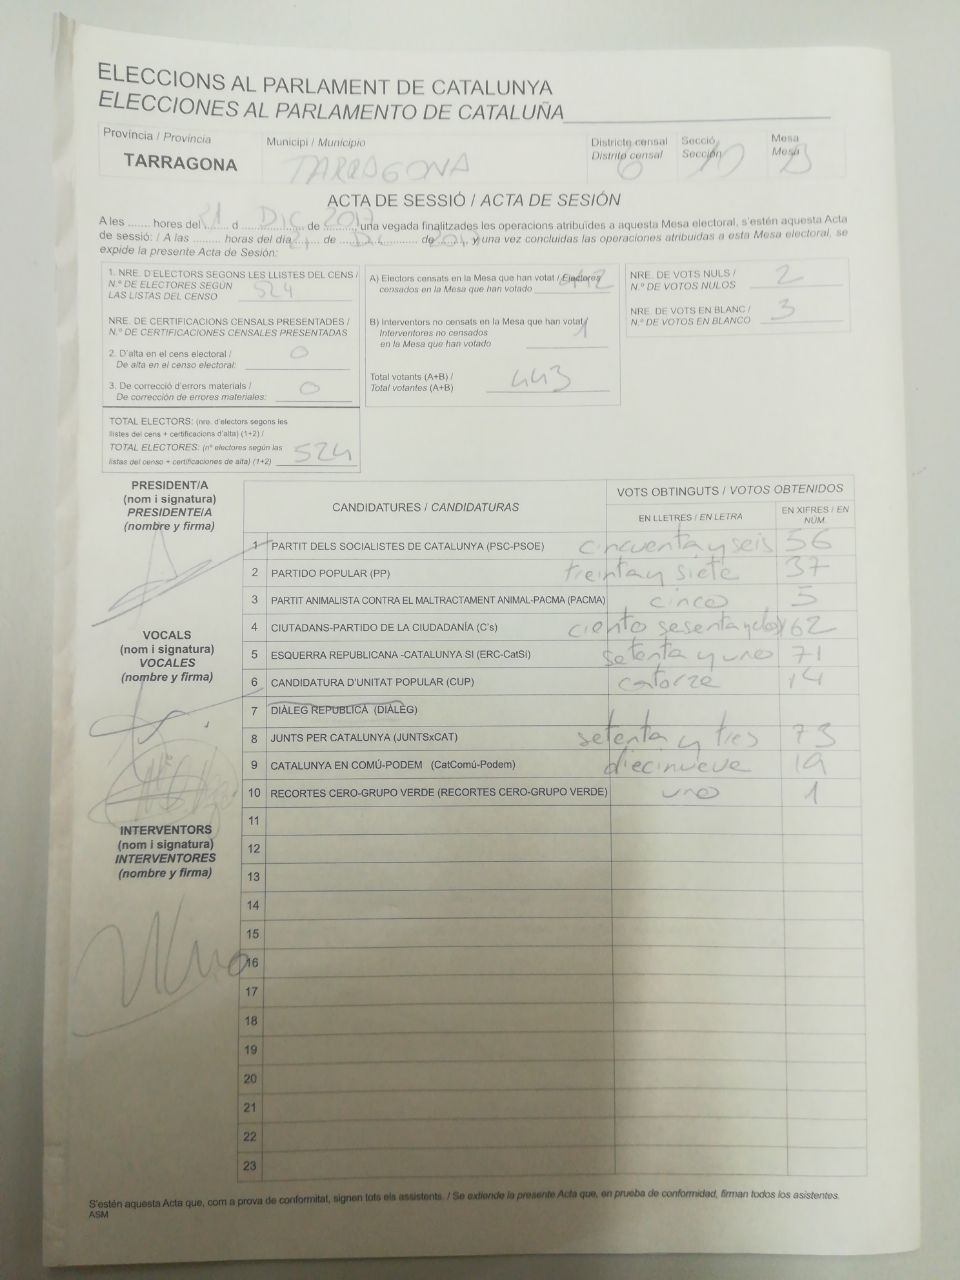 ELECCIONS AL PARLAMENT DE CATALUNYA
ELECCIONES AL PARLAMENTO DE CATALUÑA
Provincia / Provincia
TARRAGONA
Municipi / Municipio
TARRAGONA
Districte censal
Distrito censal
6
Secció
Sección
Mesa
Mesa
B
ACTA DE SESSIÓ / ACTA DE SESIÓN
A les ....... hores del 21 d DIC de 2017 una vegada finalitzades les operacions atribuïdes a aquesta Mesa electoral, s'estén aquesta Acta
de sessió: / A las ......... horas del día 21 de ............ de ........ y una vez concluidas las operaciones atribuidas a esta Mesa electoral, se
expide la presente Acta de Sesión:
1. NRE. D'ELECTORS SEGONS LES LLISTES DEL CENS /
N.º DE ELECTORES SEGÚN
LAS LISTAS DEL CENSO
524
NRE. DE CERTIFICACIONS CENSALS PRESENTADES /
N.º DE CERTIFICACIONES CENSALES PRESENTADAS
2. D'alta en el cens electoral /
De alta en el censo electoral:
0
3. De correcció d'errors materials /
De corrección de errores materiales:
0
TOTAL ELECTORS: (nre. d'electors segons les
llistes del cens + certificacions d'alta) (1+2) /
TOTAL ELECTORES: (nº electores según las
listas del censo + certificaciones de alta) (1+2)
524
A) Electors censats en la Mesa que han votat / Electores
censados en la Mesa que han votado
442
B) Interventors no censats en la Mesa que han votat /
Interventores no censados
en la Mesa que han votado
1
Total votants (A+B) /
Total votantes (A+B)
443
NRE. DE VOTS NULS /
N.º DE VOTOS NULOS
2
NRE. DE VOTS EN BLANC /
N.º DE VOTOS EN BLANCO
3
PRESIDENT/A
(nom i signatura)
PRESIDENTE/A
(nombre y firma)
VOCALS
(nom i signatura)
VOCALES
(nombre y firma)
INTERVENTORS
(nom i signatura)
INTERVENTORES
(nombre y firma)
CANDIDATURES / CANDIDATURAS
VOTS OBTINGUTS / VOTOS OBTENIDOS
EN LLETRES / EN LETRA
EN XIFRES / EN NÚM.
1 PARTIT DELS SOCIALISTES DE CATALUNYA (PSC-PSOE) cincuenta y seis 56
2 PARTIDO POPULAR (PP) treinta y siete 37
3 PARTIT ANIMALISTA CONTRA EL MALTRACTAMENT ANIMAL-PACMA (PACMA) cinco 5
4 CIUTADANS-PARTIDO DE LA CIUDADANÍA (C's) ciento sesenta y dos 162
5 ESQUERRA REPUBLICANA -CATALUNYA SÍ (ERC-CatSí) setenta y uno 71
6 CANDIDATURA D'UNITAT POPULAR (CUP) catorze 14
7 DIÀLEG REPUBLICÀ (DIÀLEG)
8 JUNTS PER CATALUNYA (JUNTSxCAT) setenta y tres 73
9 CATALUNYA EN COMÚ-PODEM (CatComú-Podem) diecinueve 19
10 RECORTES CERO-GRUPO VERDE (RECORTES CERO-GRUPO VERDE) uno 1
11
12
13
14
15
16
17
18
19
20
21
22
23
S'estén aquesta Acta que, com a prova de conformitat, signen tots els assistents. / Se extiende la presente Acta que, en prueba de conformidad, firman todos los asistentes.
ASM